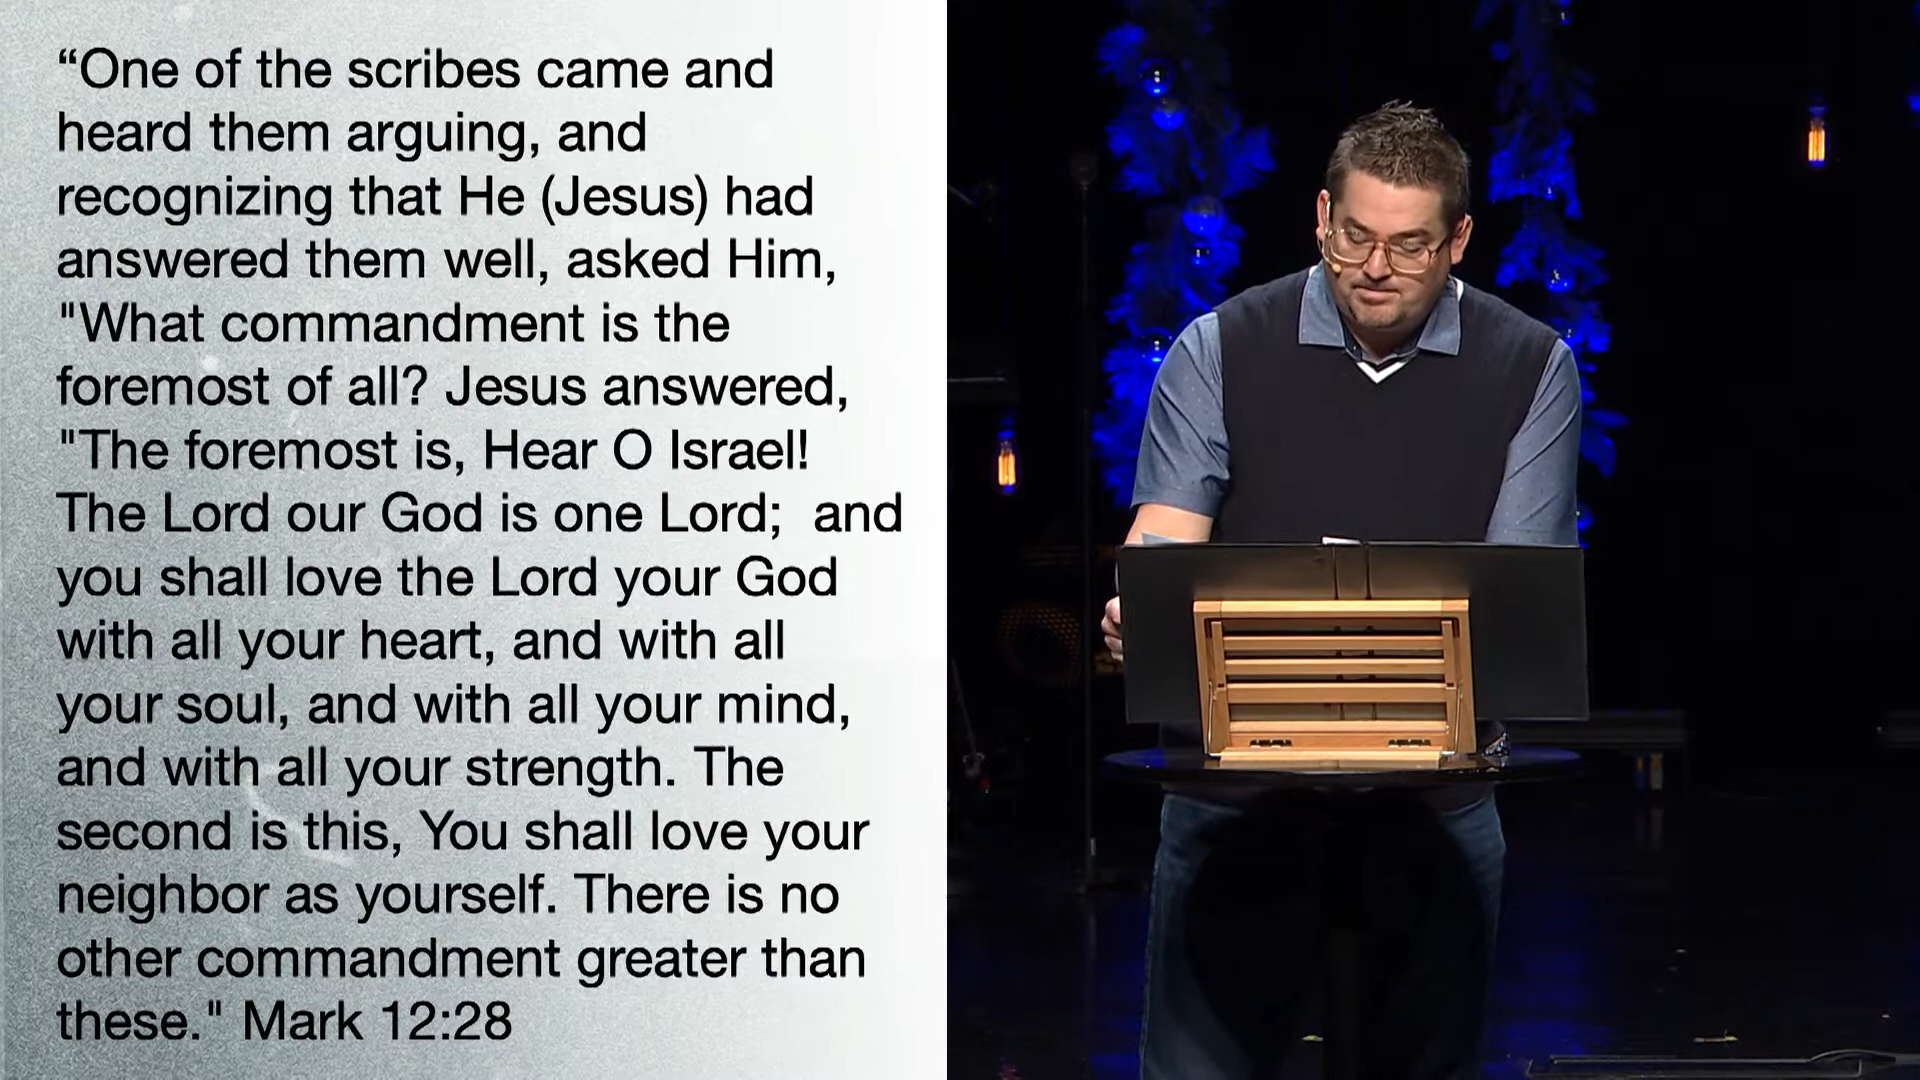 “One of the scribes came and
heard them arguing, and
recognizing that He (Jesus) had
answered them well, asked Him,
"What commandment is the
foremost of all? Jesus answered,
"The foremost is, Hear O Israel!
The Lord our God is one Lord;  and
you shall love the Lord your God
with all your heart, and with all
your soul, and with all your mind,
and with all your strength. The
second is this, You shall love your
neighbor as yourself. There is no
other commandment greater than
these." Mark 12:28